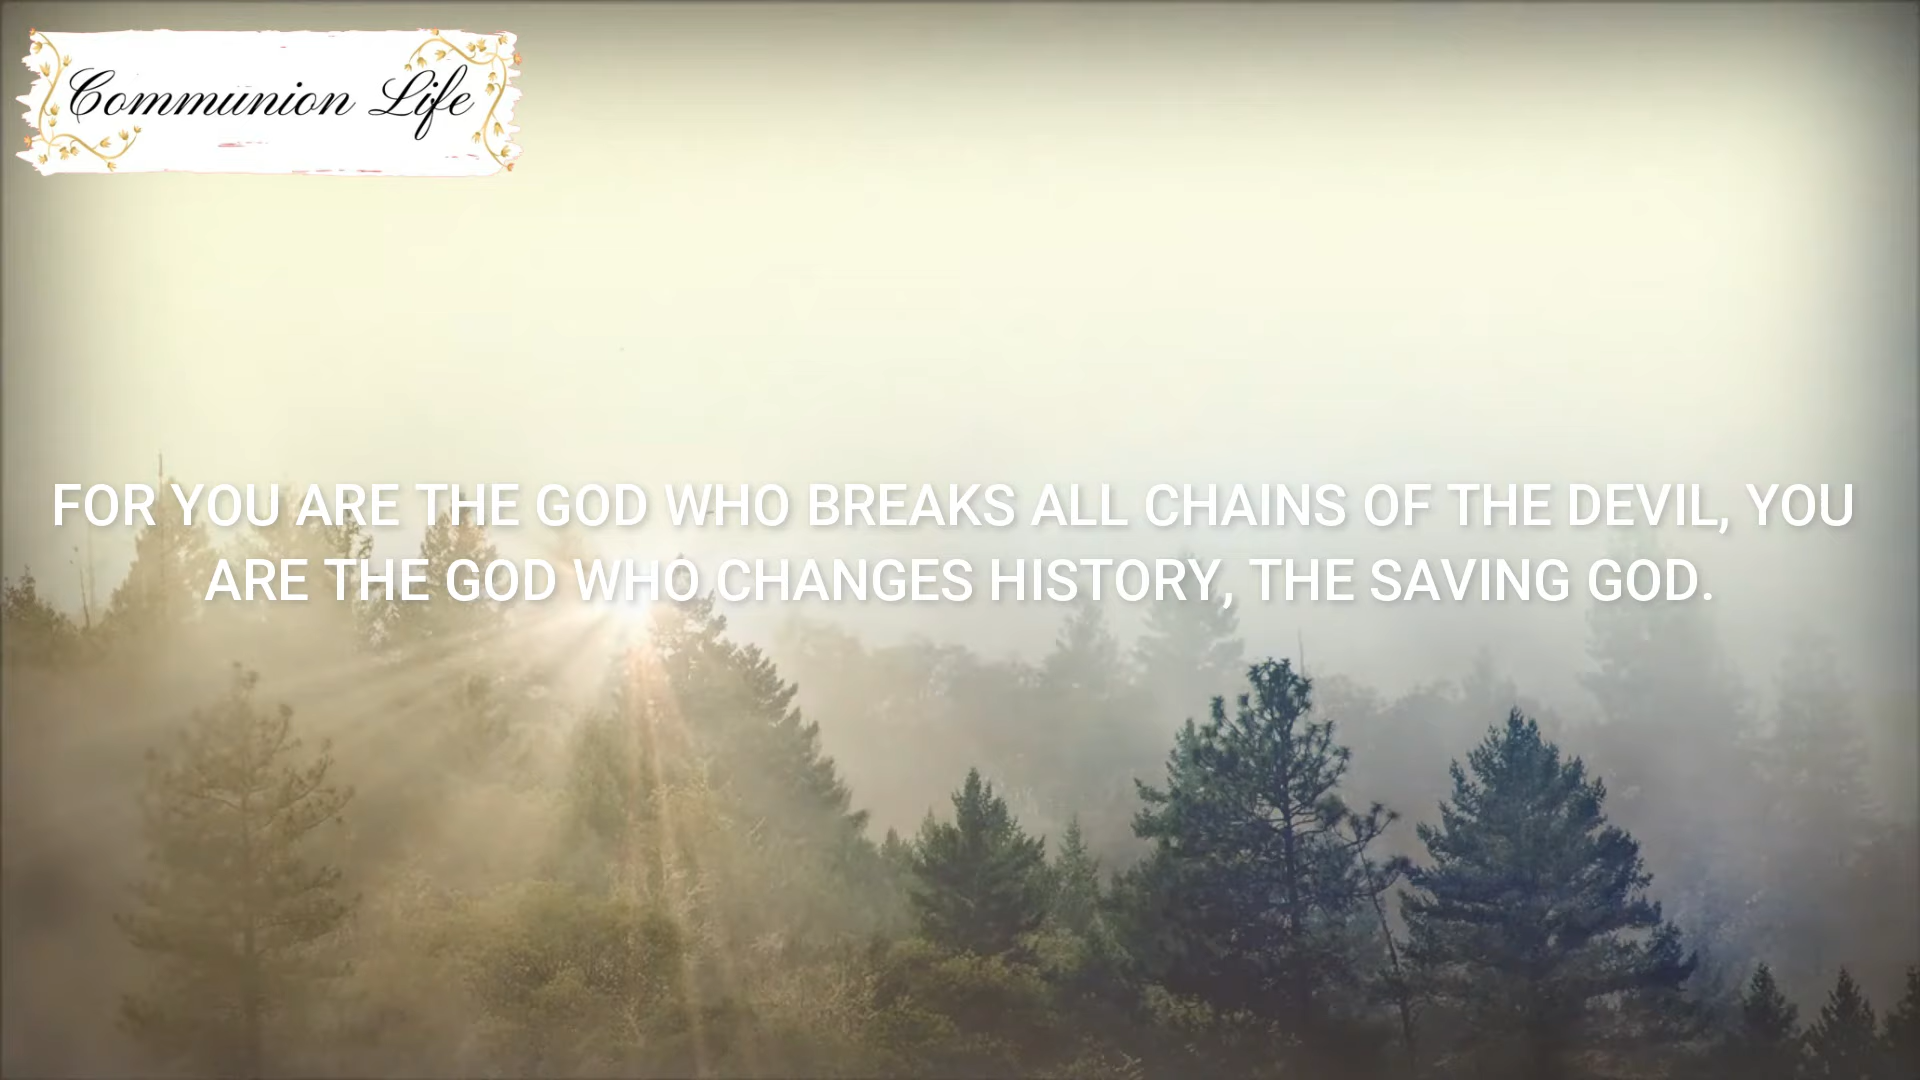 Communion Life
FOR YOU ARE THE GOD WHO BREAKS ALL CHAINS OF THE DEVIL, YOU
ARE THE GOD WHO CHANGES HISTORY, THE SAVING GOD.